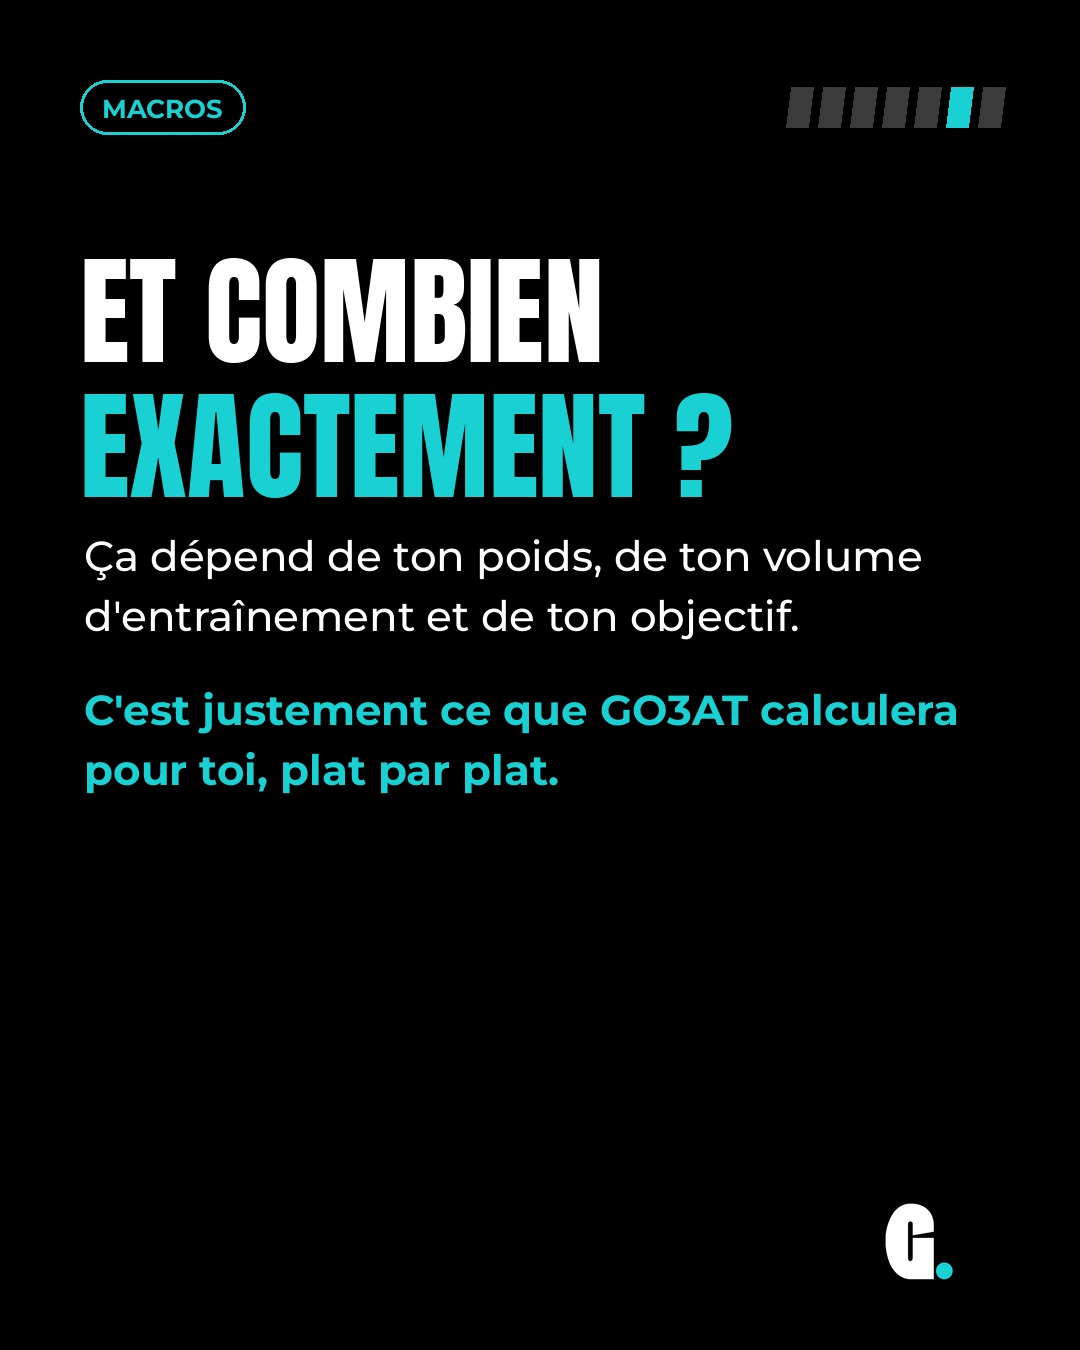 MACROS
ET COMBIEN
EXACTEMENT ?
Ça dépend de ton poids, de ton volume
d'entraînement et de ton objectif.
C'est justement ce que GO3AT calculera
pour toi, plat par plat.
G.